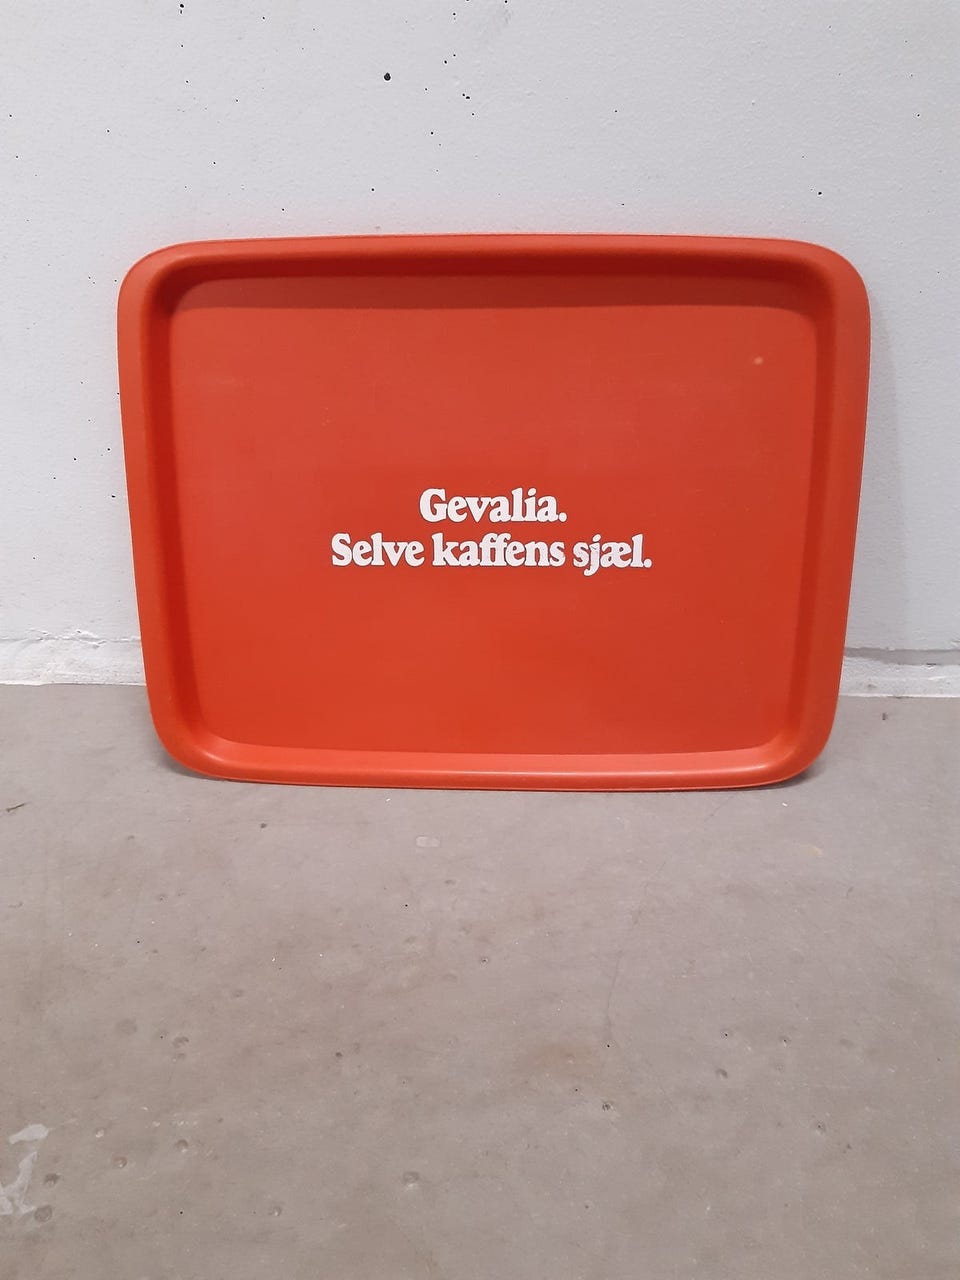 Gevalia.
Selve kaffens sjæl.